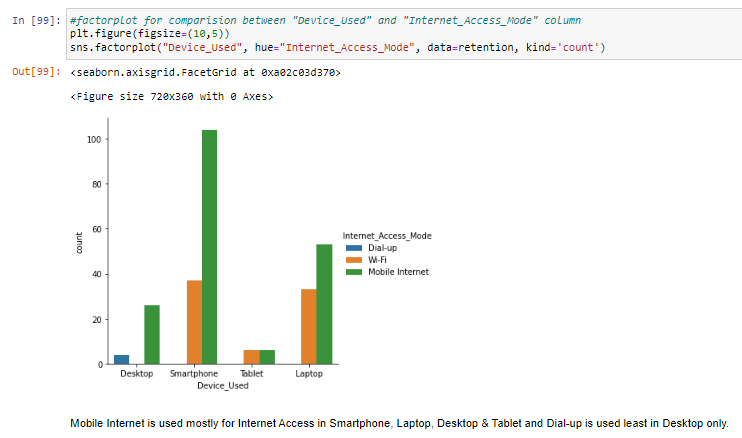 In [99]: #factorplot for comparision between "Device_Used" and "Internet_Access_Mode" column
plt.figure(figsize=(10,5))
sns.factorplot("Device_Used", hue="Internet_Access_Mode", data=retention, kind='count')
Out[99]: <seaborn.axisgrid.FacetGrid at 0xa02c03d370>
<Figure size 720x360 with 0 Axes>
100
80
60
40
20
0
count
Internet_Access_Mode
Dial-up
Wi-Fi
Mobile Internet
Desktop Smartphone Tablet Laptop
Device_Used
Mobile Internet is used mostly for Internet Access in Smartphone, Laptop, Desktop & Tablet and Dial-up is used least in Desktop only.